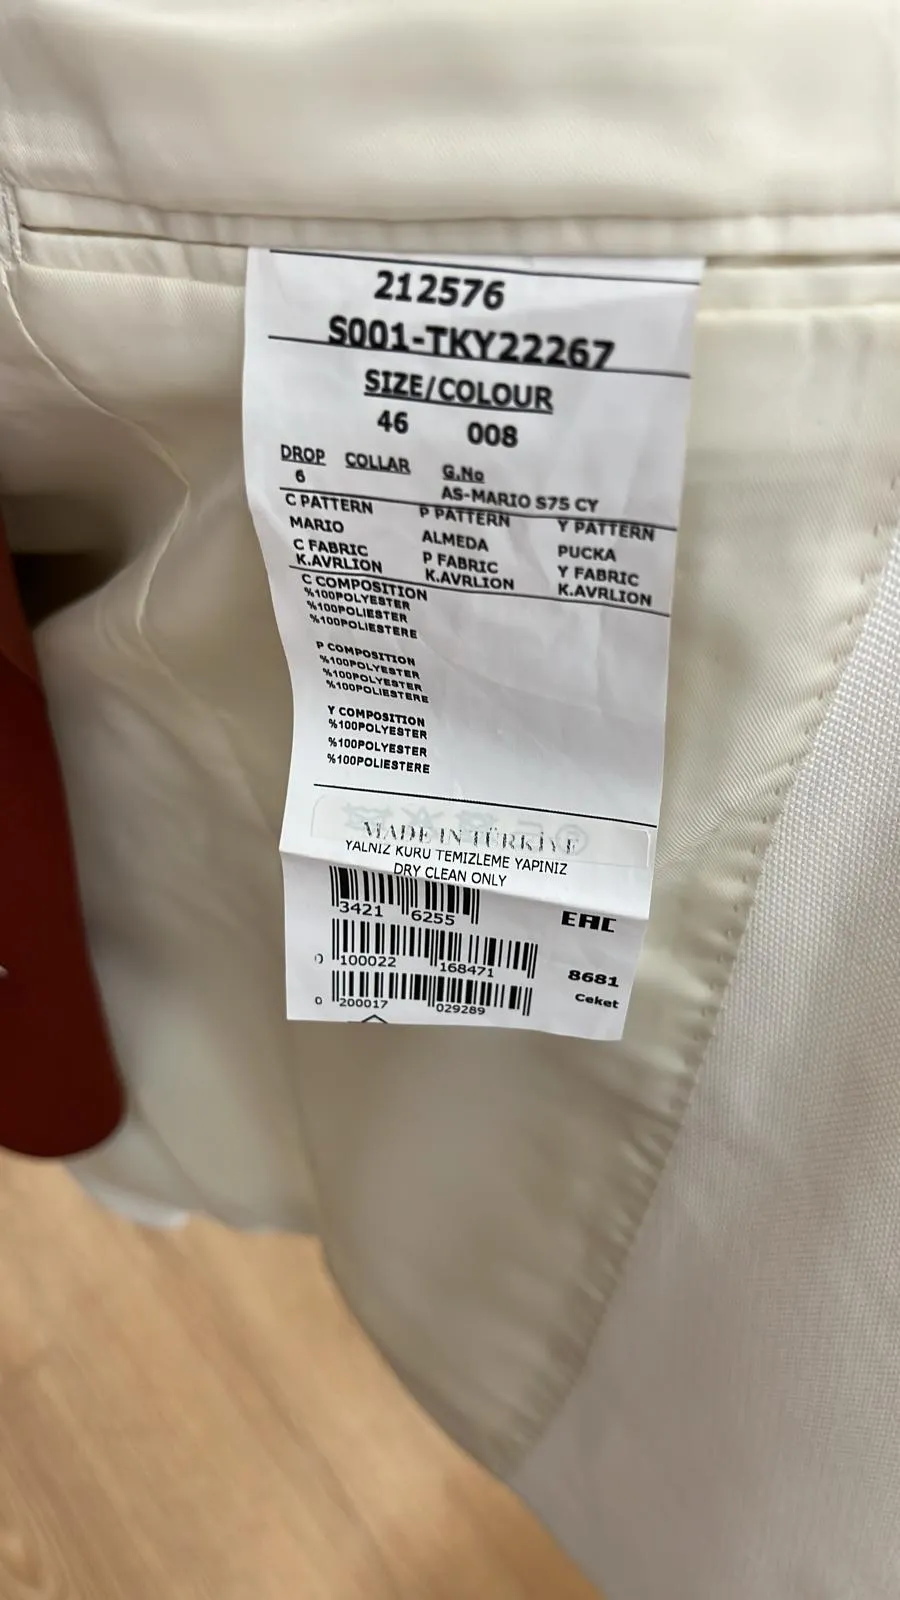 212576
S001-TKY22267
SIZE/COLOUR
46 008
DROP COLLAR G.No
6 AS-MARIO S75 CY
C PATTERN P PATTERN Y PATTERN
MARIO ALMEDA PUCKA
C FABRIC P FABRIC Y FABRIC
K.AVRLION K.AVRLION K.AVRLION
C COMPOSITION
%100POLYESTER
%100POLIESTER
%100POLIESTERE
P COMPOSITION
%100POLYESTER
%100POLYESTER
%100POLIESTERE
Y COMPOSITION
%100POLYESTER
%100POLYESTER
%100POLIESTERE
MADE IN TÜRKİYE
YALNIZ KURU TEMIZLEME YAPINIZ
DRY CLEAN ONLY
3421 6255 EAC
100022 168471 8681
0 200017 029289 Ceket